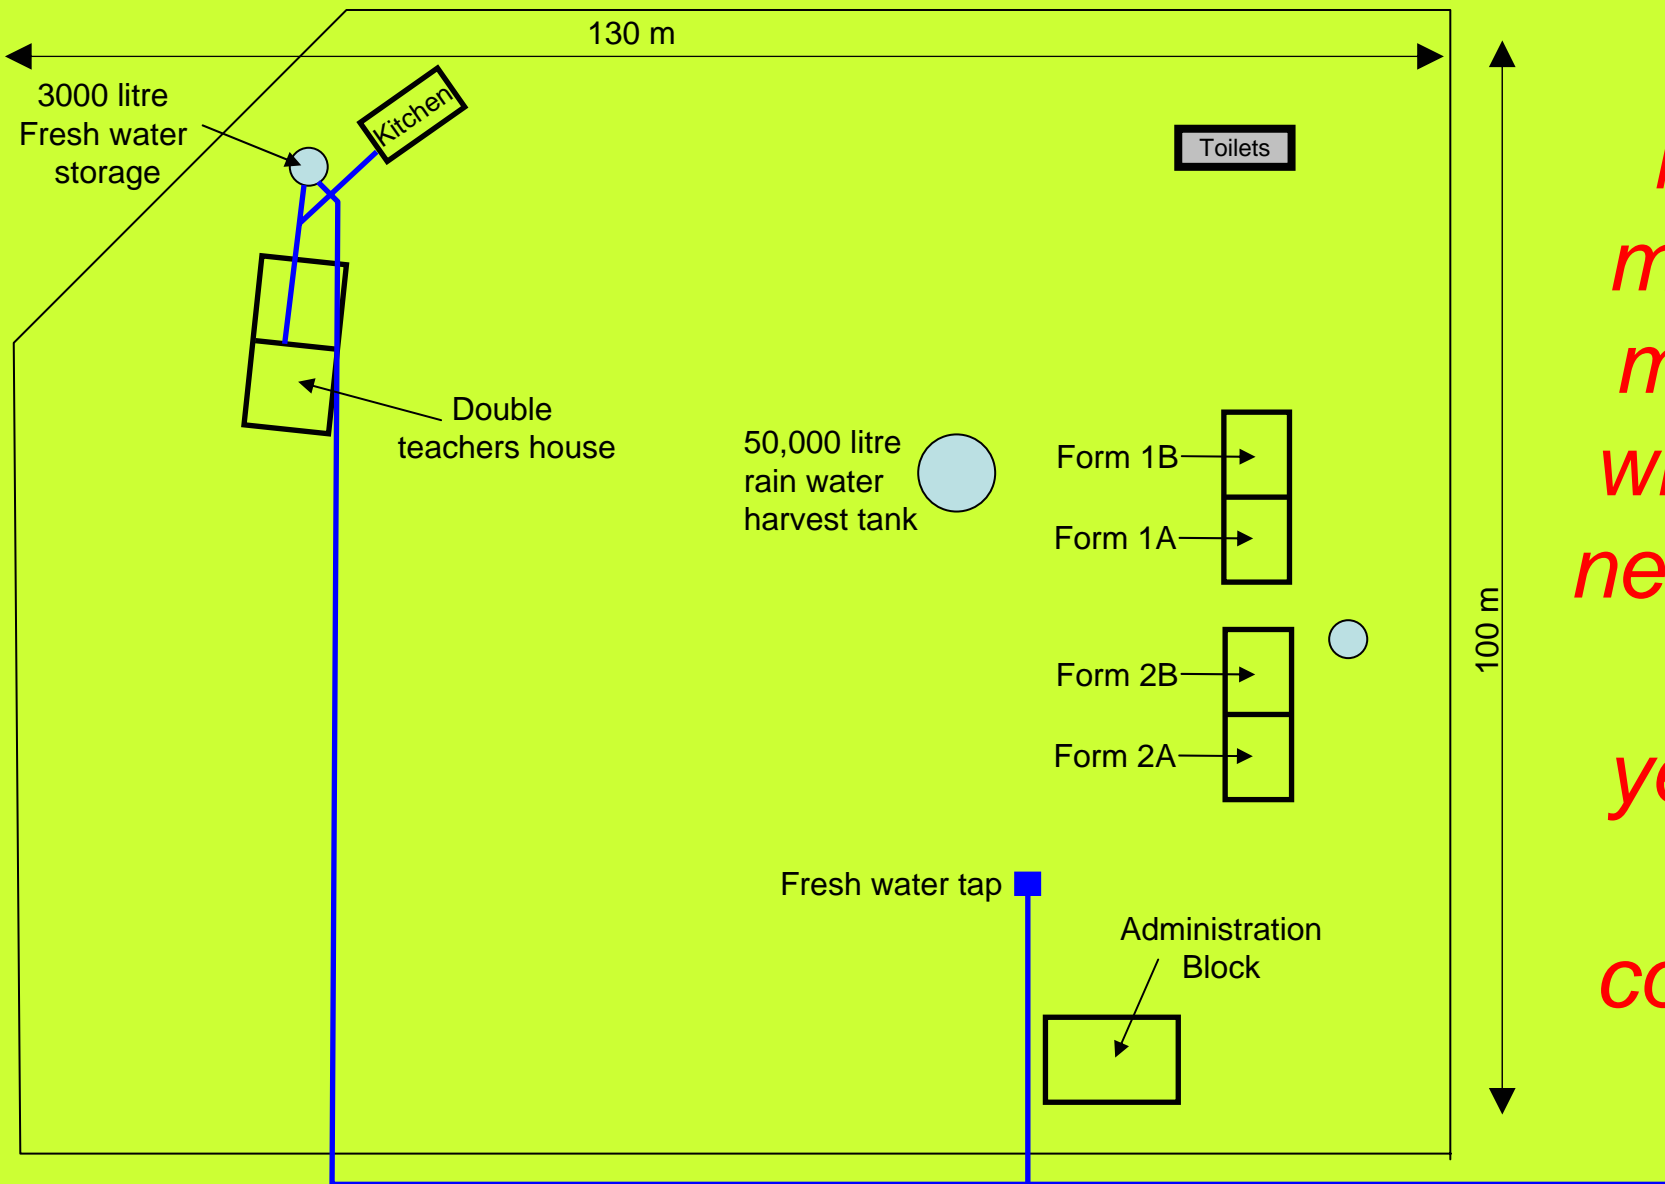 130 m
3000 litre
Fresh water
storage
Kitchen
Toilets
Double
teachers house
50,000 litre
rain water
harvest tank
Form 1B
Form 1A
100 m
Form 2B
Form 2A
Fresh water tap
Administration
Block